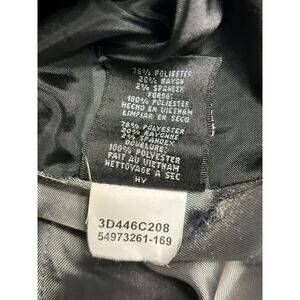 78% POLIESTER
20% RAYON
2% SPANDEX
FORRO:
100% POLIESTER
HECHO EN VIETNAM
LIMPIAR EN SECO
78% POLYESTER
20% RAYONNE
2% SPANDEX
DOUBLURE:
100% POLYESTER
FAIT AU VIETNAM
NETTOYAGE A SEC
HV
3D446C208
54973261-169